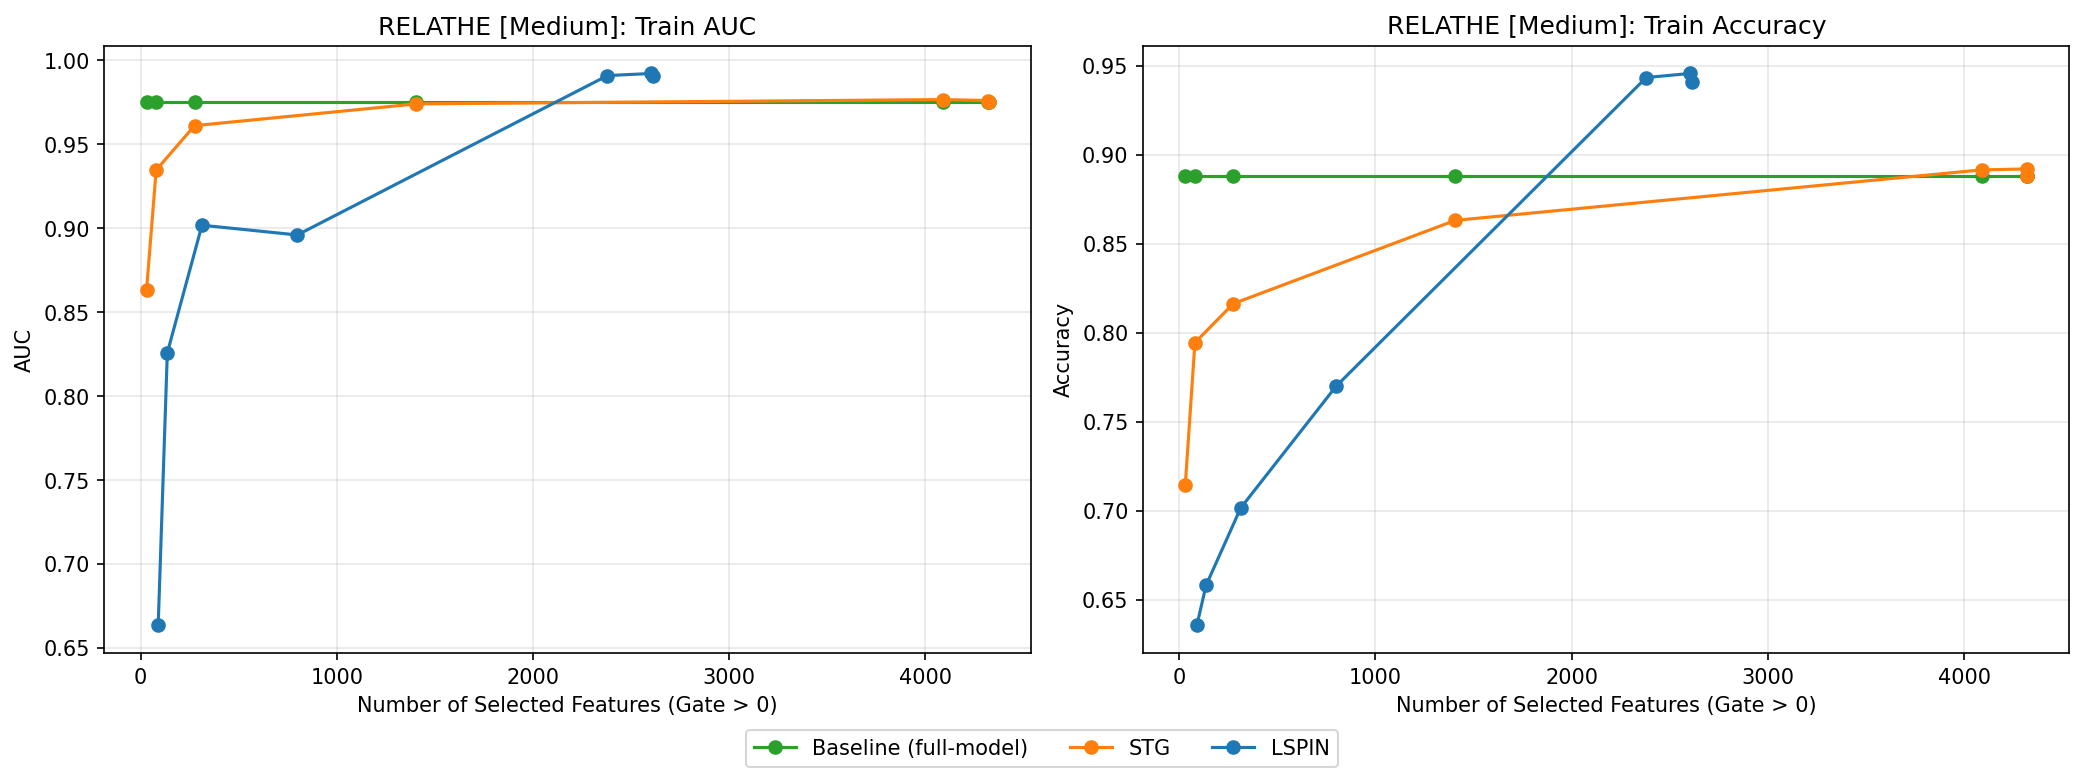 RELATHE [Medium]: Train AUC
1.00
0.95
0.90
0.85
0.80
0.75
0.70
0.65
AUC
0 1000 2000 3000 4000
Number of Selected Features (Gate > 0)
RELATHE [Medium]: Train Accuracy
0.95
0.90
0.85
0.80
0.75
0.70
0.65
Accuracy
0 1000 2000 3000 4000
Number of Selected Features (Gate > 0)
Baseline (full-model) STG LSPIN